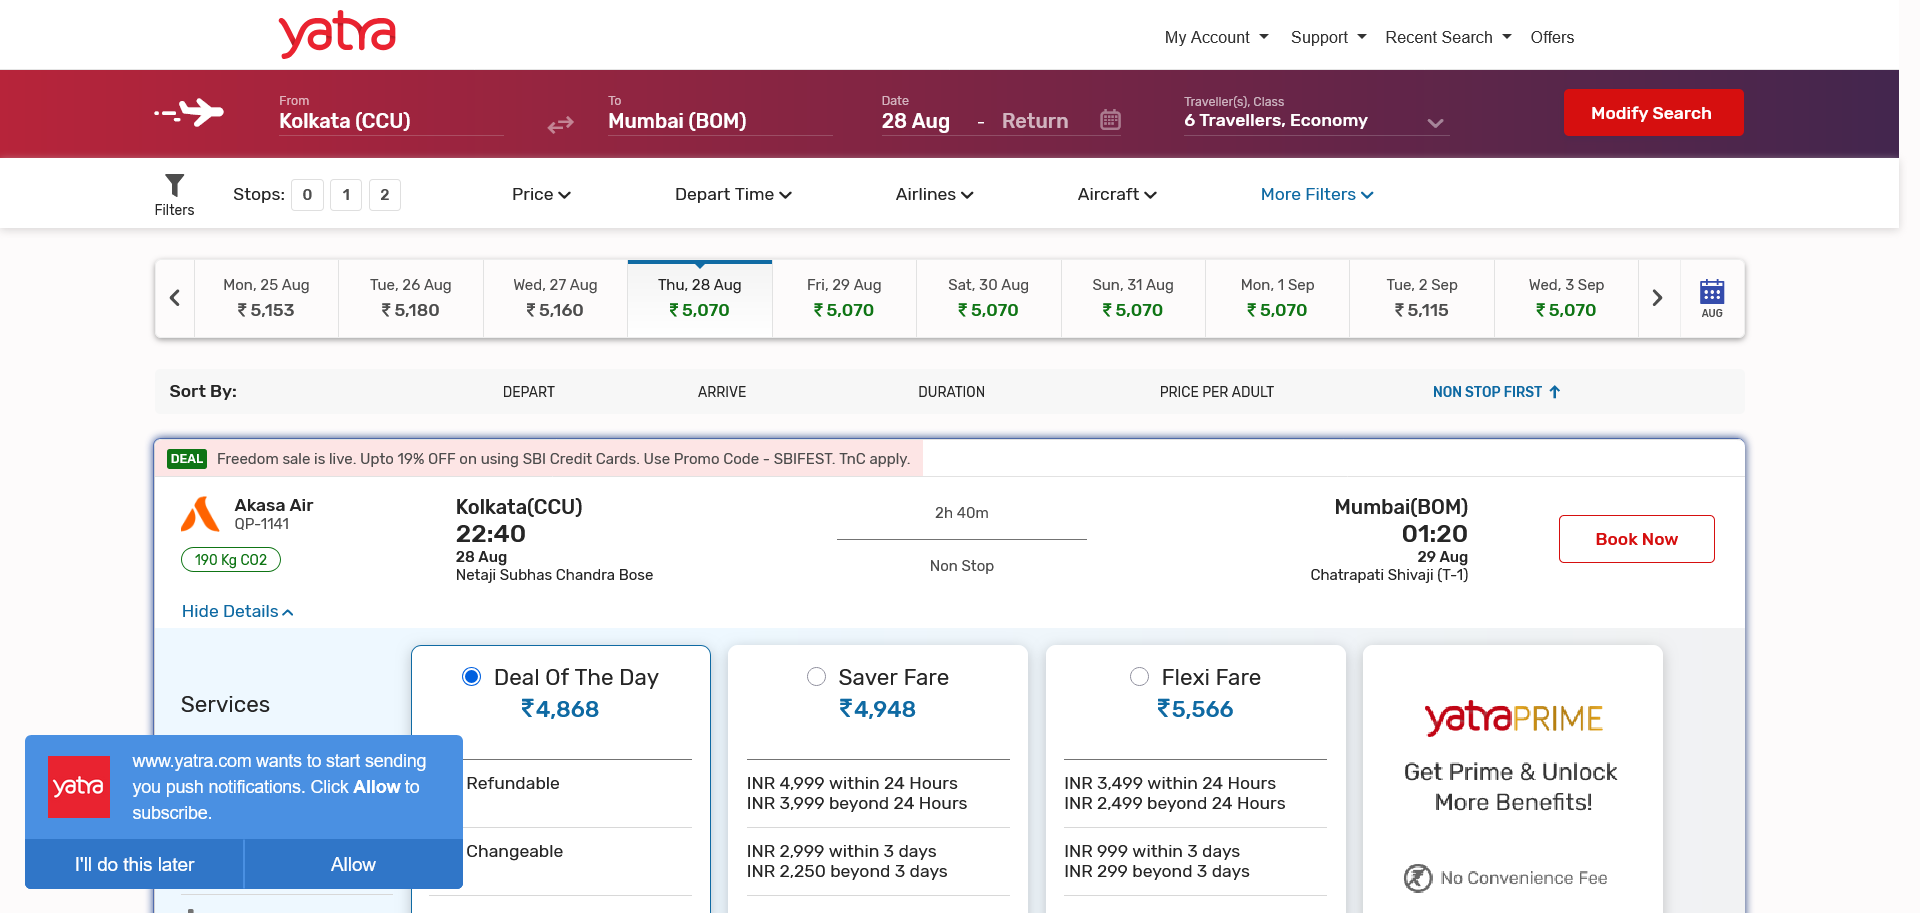 yatra
My Account
Support
Recent Search
Offers
From
Kolkata (CCU)
To
Mumbai (BOM)
Date
28 Aug
-
Return
Traveller(s), Class
6 Travellers, Economy
Modify Search
Filters
Stops:
0
1
2
Price
Depart Time
Airlines
Aircraft
More Filters
Mon, 25 Aug
₹ 5,153
Tue, 26 Aug
₹ 5,180
Wed, 27 Aug
₹ 5,160
Thu, 28 Aug
₹ 5,070
Fri, 29 Aug
₹ 5,070
Sat, 30 Aug
₹ 5,070
Sun, 31 Aug
₹ 5,070
Mon, 1 Sep
₹ 5,070
Tue, 2 Sep
₹ 5,115
Wed, 3 Sep
₹ 5,070
AUG
Sort By:
DEPART
ARRIVE
DURATION
PRICE PER ADULT
NON STOP FIRST
DEAL
Freedom sale is live. Upto 19% OFF on using SBI Credit Cards. Use Promo Code - SBIFEST. TnC apply.
Akasa Air
QP-1141
190 Kg CO2
Kolkata(CCU)
22:40
28 Aug
Netaji Subhas Chandra Bose
2h 40m
Non Stop
Mumbai(BOM)
01:20
29 Aug
Chatrapati Shivaji (T-1)
Book Now
Hide Details
Services
Deal Of The Day
₹4,868
Refundable
Changeable
Saver Fare
₹4,948
INR 4,999 within 24 Hours
INR 3,999 beyond 24 Hours
INR 2,999 within 3 days
INR 2,250 beyond 3 days
Flexi Fare
₹5,566
INR 3,499 within 24 Hours
INR 2,499 beyond 24 Hours
INR 999 within 3 days
INR 299 beyond 3 days
yatraPRIME
Get Prime & Unlock
More Benefits!
No Convenience Fee
yatra
www.yatra.com wants to start sending
you push notifications. Click Allow to
subscribe.
I'll do this later
Allow